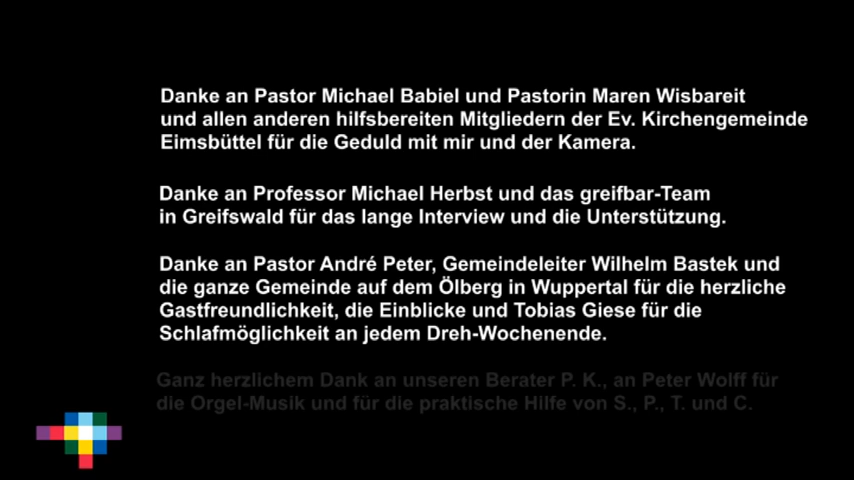 Danke an Pastor Michael Babiel und Pastorin Maren Wisbareit
und allen anderen hilfsbereiten Mitgliedern der Ev. Kirchengemeinde
Eimsbüttel für die Geduld mit mir und der Kamera.
Danke an Professor Michael Herbst und das greifbar-Team
in Greifswald für das lange Interview und die Unterstützung.
Danke an Pastor André Peter, Gemeindeleiter Wilhelm Bastek und
die ganze Gemeinde auf dem Ölberg in Wuppertal für die herzliche
Gastfreundlichkeit, die Einblicke und Tobias Giese für die
Schlafmöglichkeit an jedem Dreh-Wochenende.
Ganz herzlichem Dank an unseren Berater P. K., an Peter Wolff für
die Orgel-Musik und für die praktische Hilfe von S., P., T. und C.